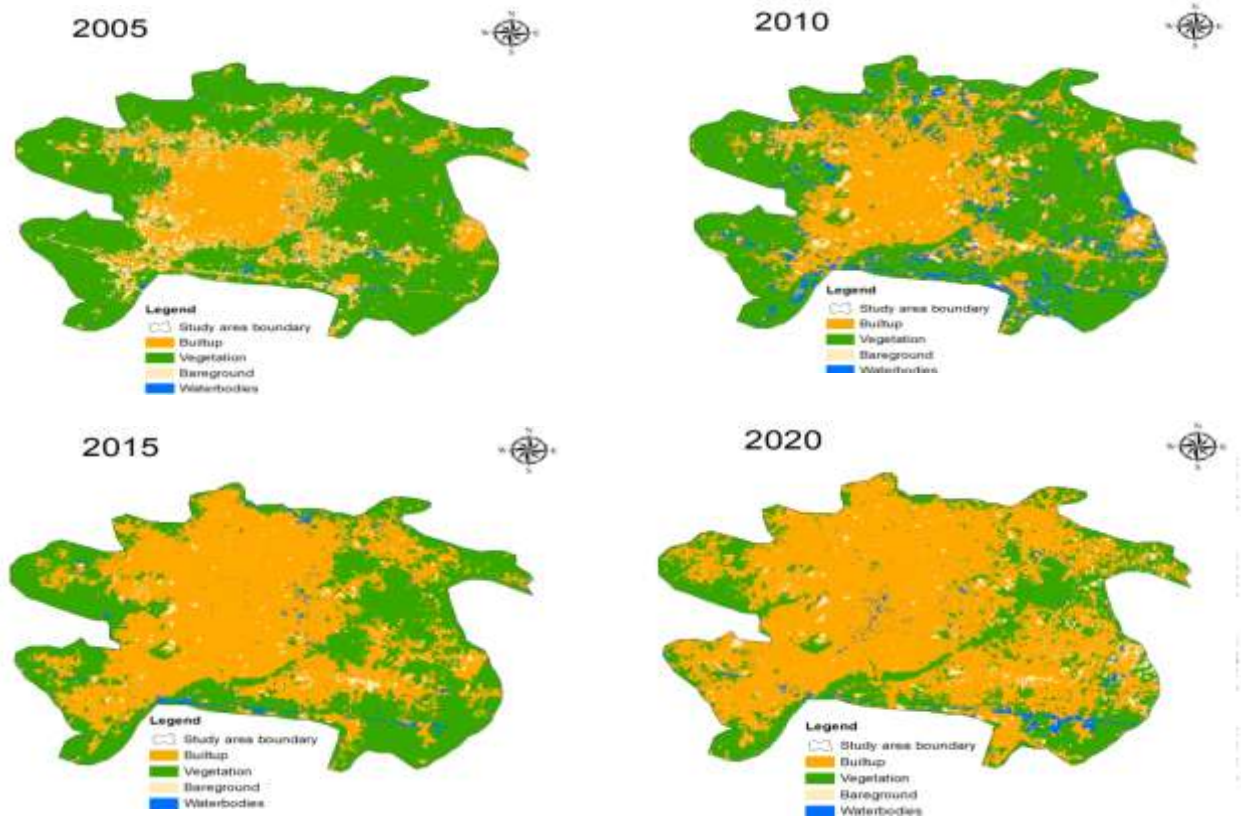 2005
N
W E
S
Legend
Study area boundary
Builtup
Vegetation
Bareground
Waterbodies
2010
N
W E
S
Legend
Study area boundary
Builtup
Vegetation
Bareground
Waterbodies
2015
N
W E
S
Legend
Study area boundary
Builtup
Vegetation
Bareground
Waterbodies
2020
N
W E
S
Legend
Study area boundary
Builtup
Vegetation
Bareground
Waterbodies